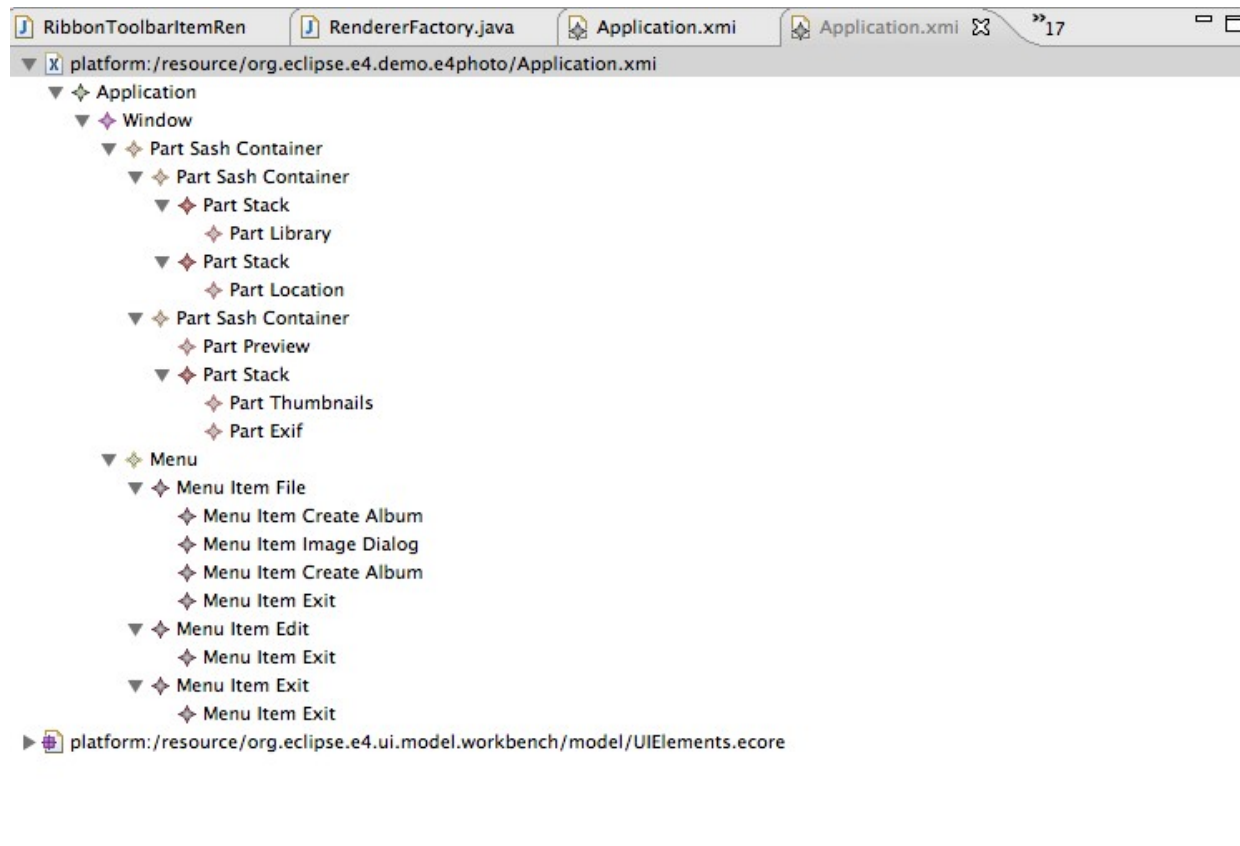 RibbonToolbarItemRen RendererFactory.java Application.xmi Application.xmi »17
platform:/resource/org.eclipse.e4.demo.e4photo/Application.xmi
Application
Window
Part Sash Container
Part Sash Container
Part Stack
Part Library
Part Stack
Part Location
Part Sash Container
Part Preview
Part Stack
Part Thumbnails
Part Exif
Menu
Menu Item File
Menu Item Create Album
Menu Item Image Dialog
Menu Item Create Album
Menu Item Exit
Menu Item Edit
Menu Item Exit
Menu Item Exit
Menu Item Exit
platform:/resource/org.eclipse.e4.ui.model.workbench/model/UIElements.ecore